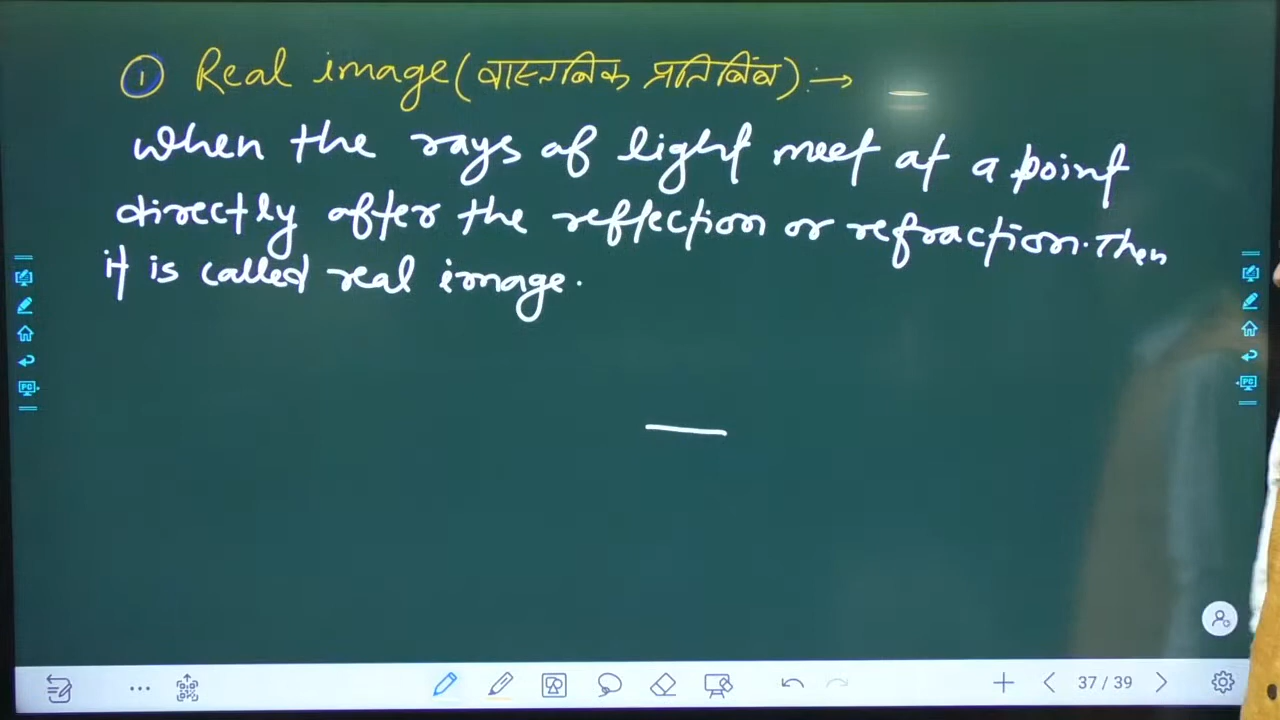 ① Real image (वास्तविक प्रतिबिंब) :→
When the rays of light meet at a point
directly after the reflection or refraction. Then
it is called real image.
37 / 39